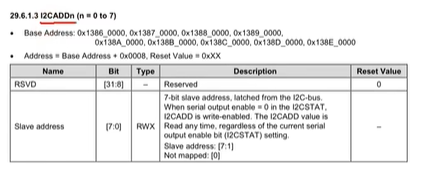 29.6.1.3 I2CADDn (n = 0 to 7)
• Base Address: 0x1386_0000, 0x1387_0000, 0x1388_0000, 0x1389_0000,
0x138A_0000, 0x138B_0000, 0x138C_0000, 0x138D_0000, 0x138E_0000
• Address = Base Address + 0x0008, Reset Value = 0xXX
Name Bit Type Description Reset Value
RSVD [31:8] – Reserved 0
Slave address [7:0] RWX 7-bit slave address, latched from the I2C-bus.
When serial output enable = 0 in the I2CSTAT,
I2CADD is write-enabled. The I2CADD value is
Read any time, regardless of the current serial
output enable bit (I2CSTAT) setting.
Slave address: [7:1]
Not mapped: [0] –